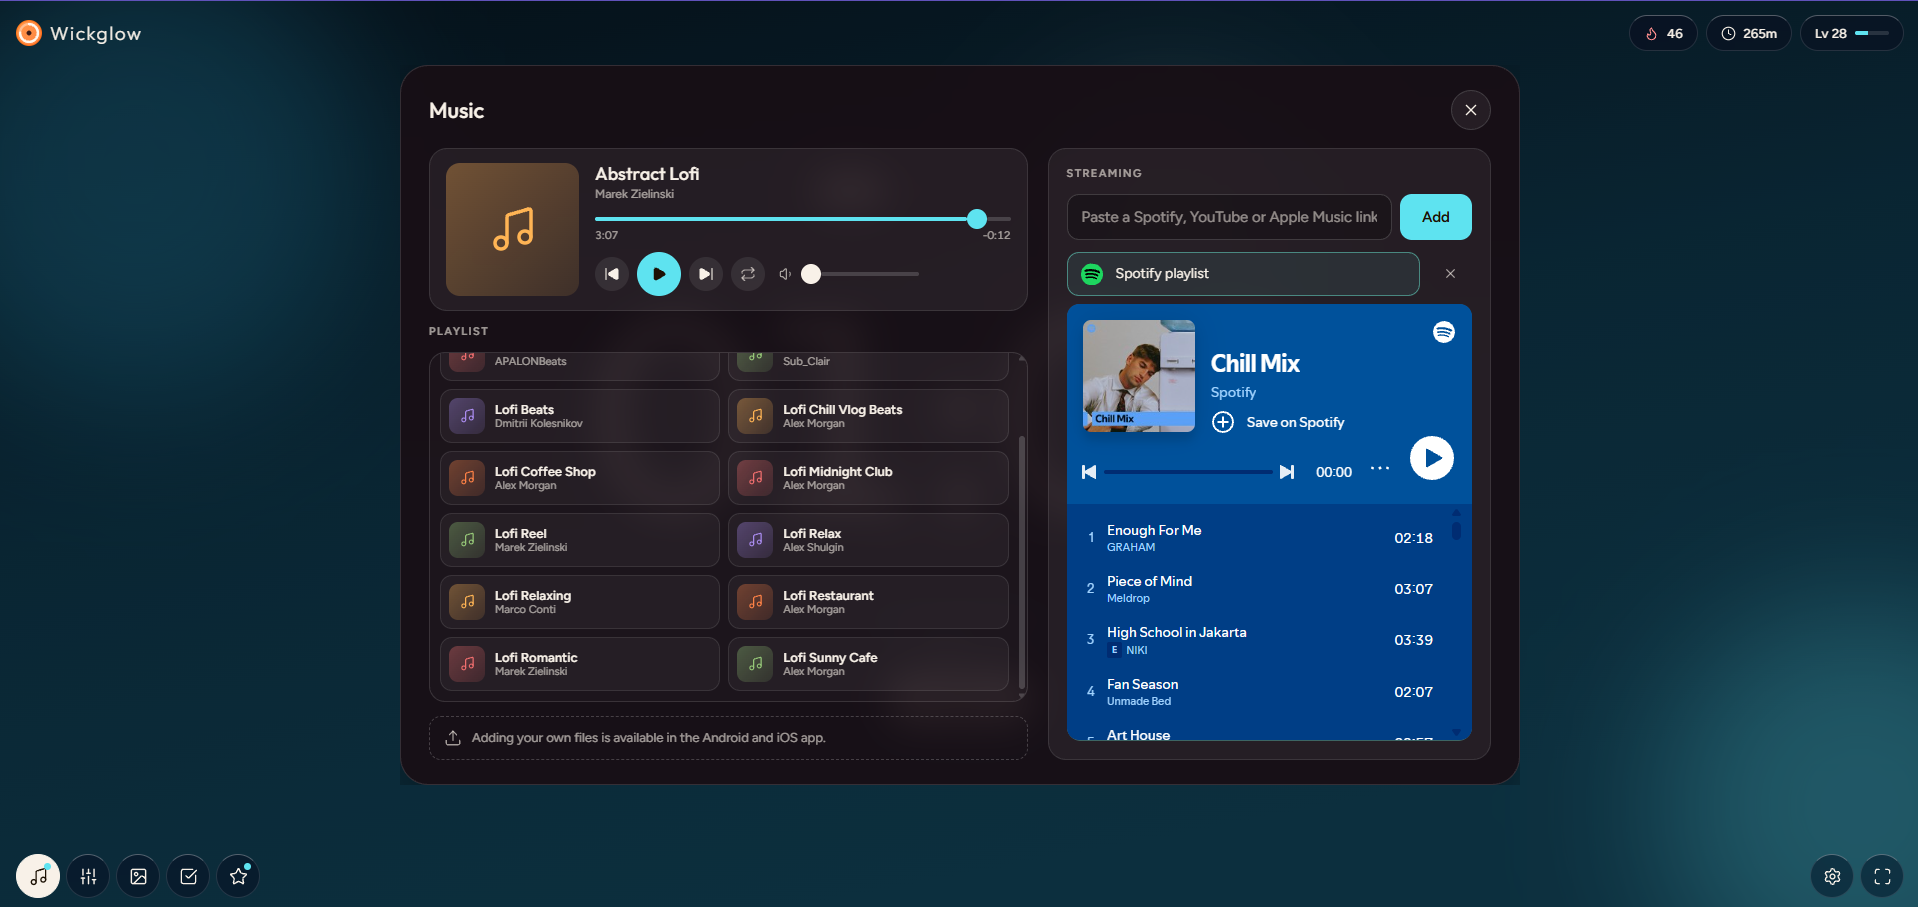 Wickglow
46
265m
Lv 28
Music
Abstract Lofi
Marek Zielinski
3:07
-0:12
PLAYLIST
APALONBeats
Sub_Clair
Lofi Beats
Dmitrii Kolesnikov
Lofi Chill Vlog Beats
Alex Morgan
Lofi Coffee Shop
Alex Morgan
Lofi Midnight Club
Alex Morgan
Lofi Reel
Marek Zielinski
Lofi Relax
Alex Shulgin
Lofi Relaxing
Marco Conti
Lofi Restaurant
Alex Morgan
Lofi Romantic
Marek Zielinski
Lofi Sunny Cafe
Alex Morgan
Adding your own files is available in the Android and iOS app.
STREAMING
Paste a Spotify, YouTube or Apple Music link
Add
Spotify playlist
Chill Mix
Chill Mix
Spotify
Save on Spotify
00:00
1
Enough For Me
GRAHAM
02:18
2
Piece of Mind
Meldrop
03:07
3
High School in Jakarta
E NIKI
03:39
4
Fan Season
Unmade Bed
02:07
Art House